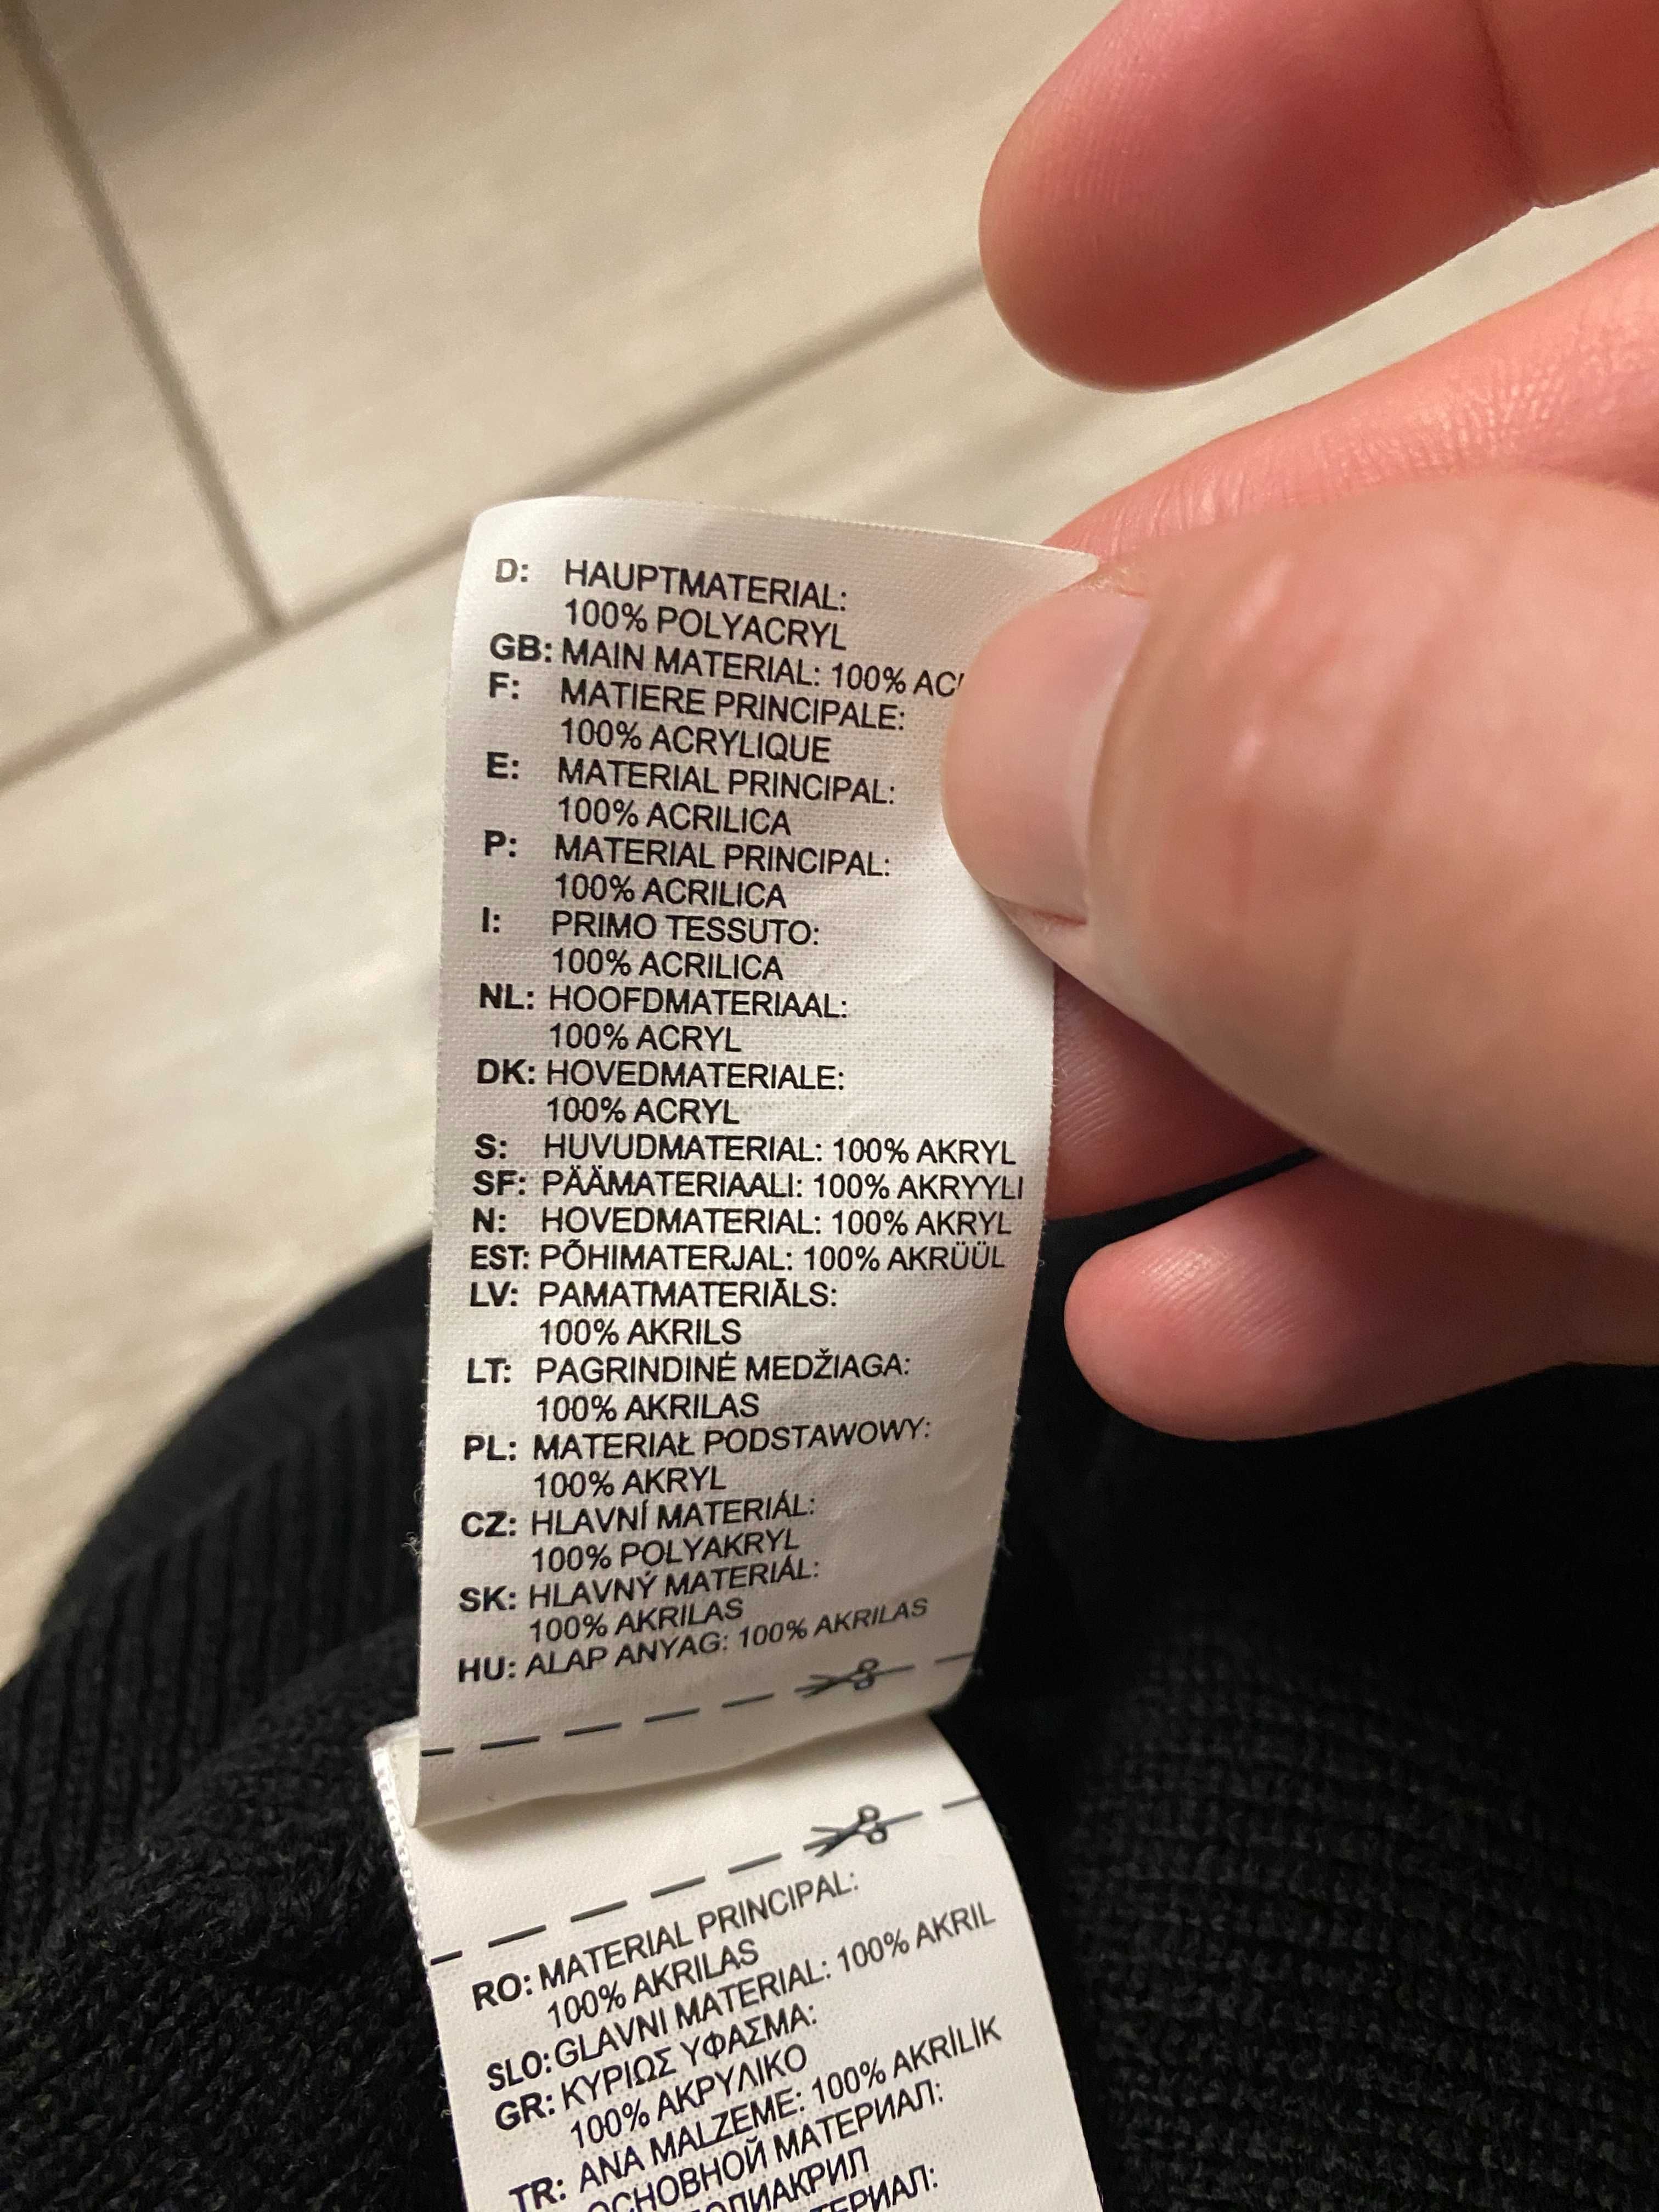 D: HAUPTMATERIAL:
100% POLYACRYL
GB: MAIN MATERIAL: 100%
F: MATIERE PRINCIPALE:
100% ACRYLIQUE
E: MATERIAL PRINCIPAL:
100% ACRILICA
P: MATERIAL PRINCIPAL:
100% ACRILICA
I: PRIMO TESSUTO:
100% ACRILICA
NL: HOOFDMATERIAAL:
100% ACRYL
DK: HOVEDMATERIALE:
100% ACRYL
S: HUVUDMATERIAL: 100% AKRYL
SF: PÄÄMATERIAALI: 100% AKRYYLI
N: HOVEDMATERIAL: 100% AKRYL
EST: PÕHIMATERJAL: 100% AKRÜÜL
LV: PAMATMATERIĀLS:
100% AKRILS
LT: PAGRINDINĖ MEDŽIAGA:
100% AKRILAS
PL: MATERIAŁ PODSTAWOWY:
100% AKRYL
CZ: HLAVNÍ MATERIÁL:
100% POLYAKRYL
SK: HLAVNÝ MATERIÁL:
100% AKRILAS
HU: ALAP ANYAG: 100% AKRILAS
RO: MATERIAL PRINCIPAL:
100% AKRILAS
SLO: GLAVNI MATERIAL: 100% AKRIL
GR: ΚΥΡΙΩΣ ΥΦΑΣΜΑ:
100% ΑΚΡΥΛΙΚΟ
TR: ANA MALZEME: 100% AKRİLİK
ОСНОВНОЙ МАТЕРИАЛ: